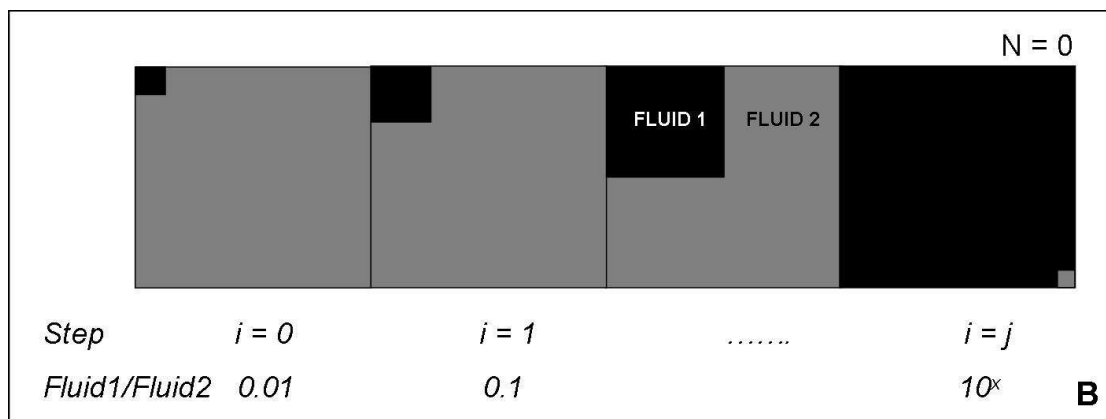 N = 0
FLUID 1 FLUID 2
Step i = 0 i = 1 ....... i = j
Fluid1/Fluid2 0.01 0.1 10ˣ
B